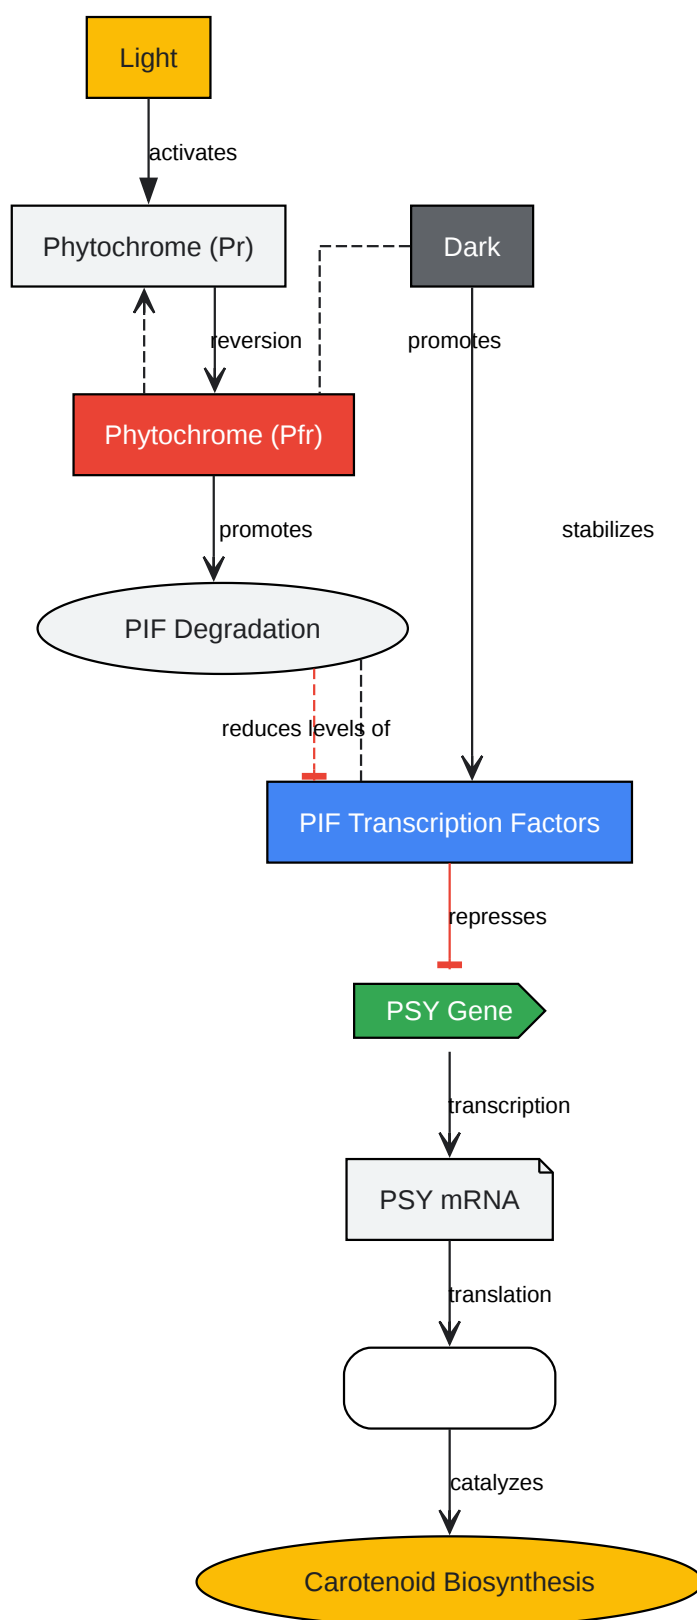 Light
activates
Phytochrome (Pr)
Dark
reversion
promotes
Phytochrome (Pfr)
promotes
stabilizes
PIF Degradation
reduces levels of
PIF Transcription Factors
represses
PSY Gene
transcription
PSY mRNA
translation
catalyzes
Carotenoid Biosynthesis